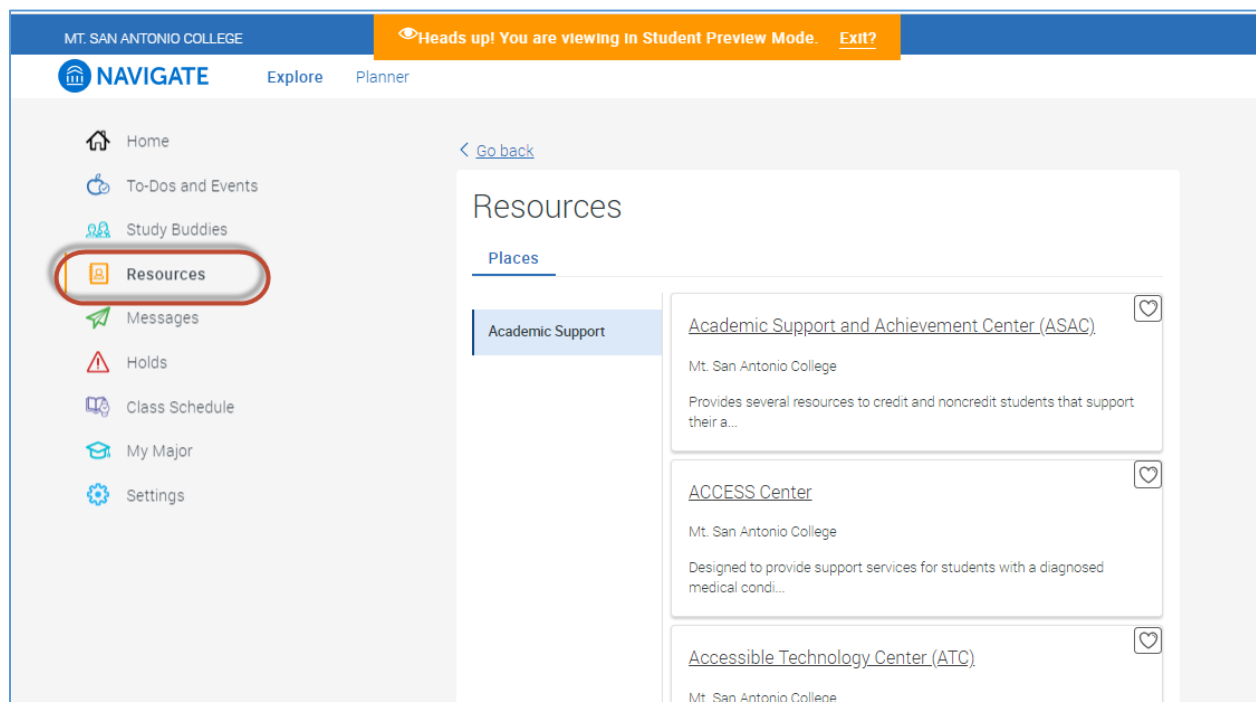 MT. SAN ANTONIO COLLEGE
Heads up! You are viewing in Student Preview Mode. Exit?
NAVIGATE Explore Planner
Home
To-Dos and Events
Study Buddies
Resources
Messages
Holds
Class Schedule
My Major
Settings
Go back
Resources
Places
Academic Support
Academic Support and Achievement Center (ASAC)
Mt. San Antonio College
Provides several resources to credit and noncredit students that support
their a...
ACCESS Center
Mt. San Antonio College
Designed to provide support services for students with a diagnosed
medical condi...
Accessible Technology Center (ATC)
Mt. San Antonio College